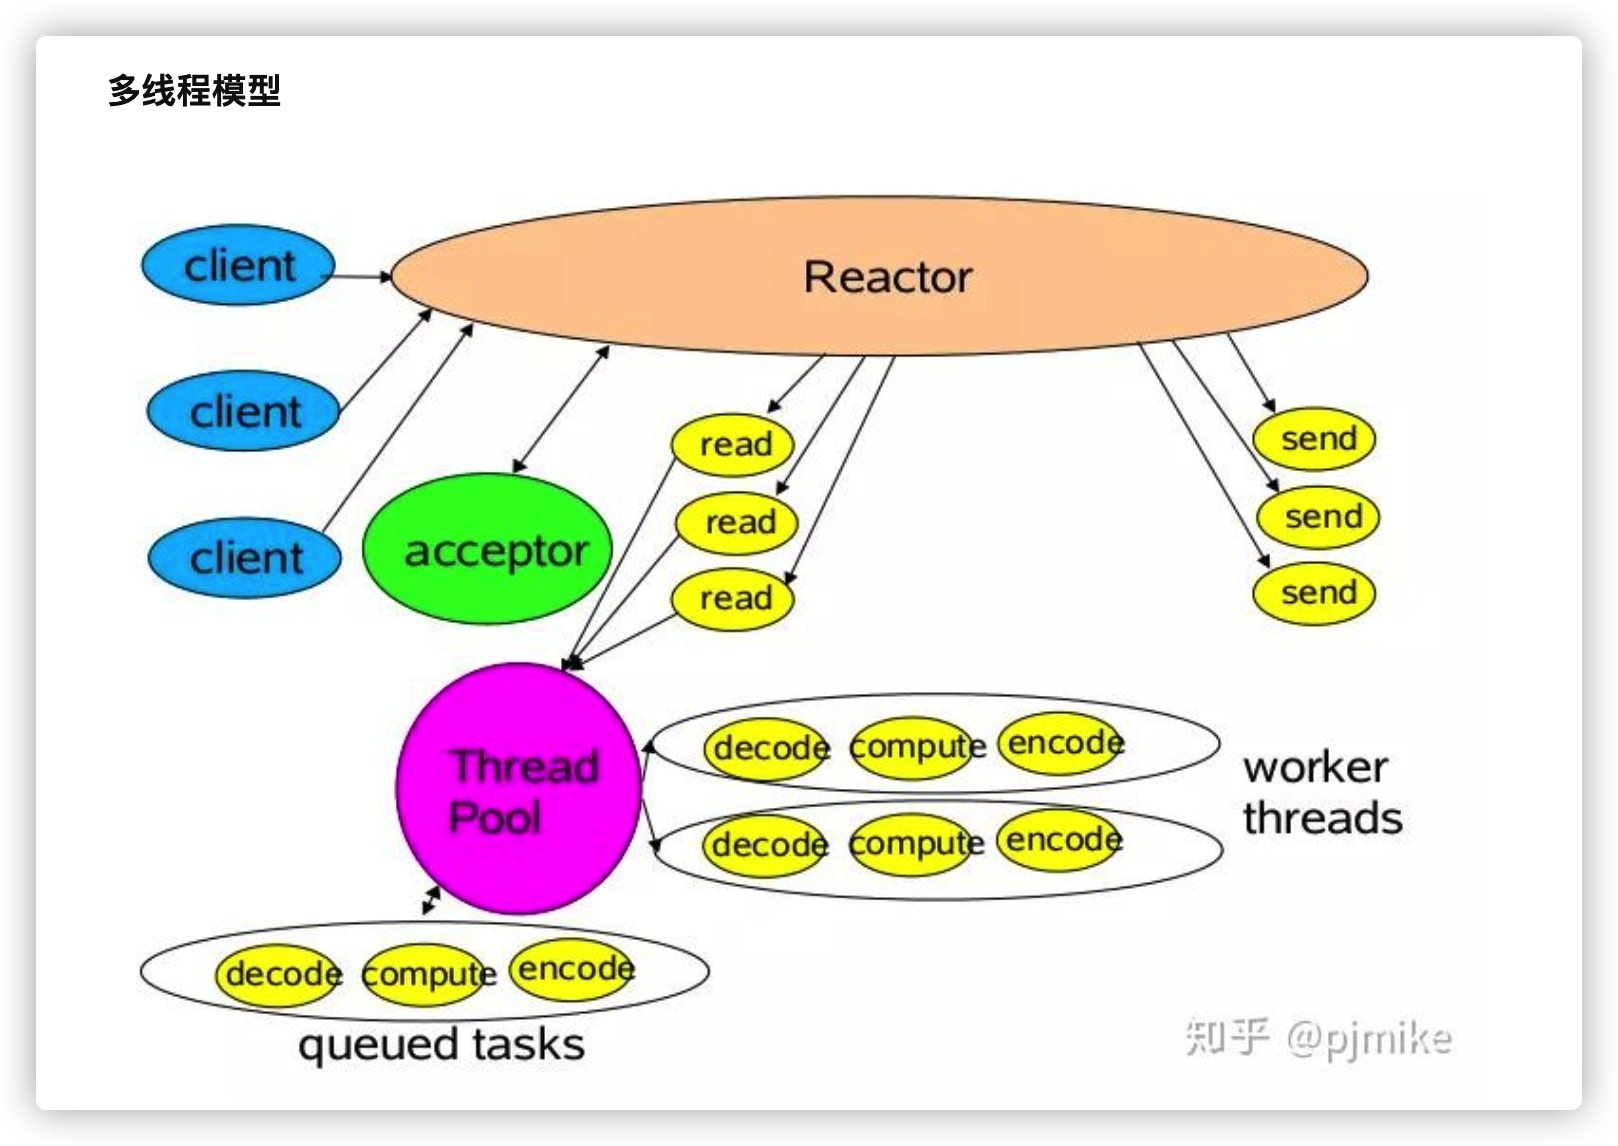 多线程模型
client
Reactor
client
client
acceptor
read
read
read
send
send
send
Thread
Pool
decode compute encode
decode compute encode
worker
threads
decode compute encode
queued tasks
知乎 @pjmike